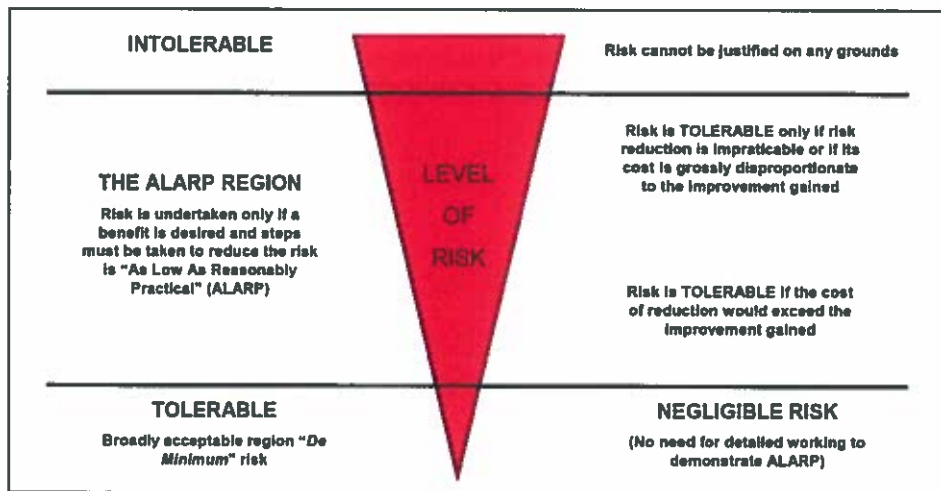 INTOLERABLE
Risk cannot be justified on any grounds
THE ALARP REGION
Risk is undertaken only if a
benefit is desired and steps
must be taken to reduce the risk
is "As Low As Reasonably
Practical" (ALARP)
LEVEL
OF
RISK
Risk is TOLERABLE only if risk
reduction is impraticable or if its
cost is grossly disproportionate
to the improvement gained
Risk is TOLERABLE if the cost
of reduction would exceed the
improvement gained
TOLERABLE
Broadly acceptable region "De
Minimum" risk
NEGLIGIBLE RISK
(No need for detailed working to
demonstrate ALARP)